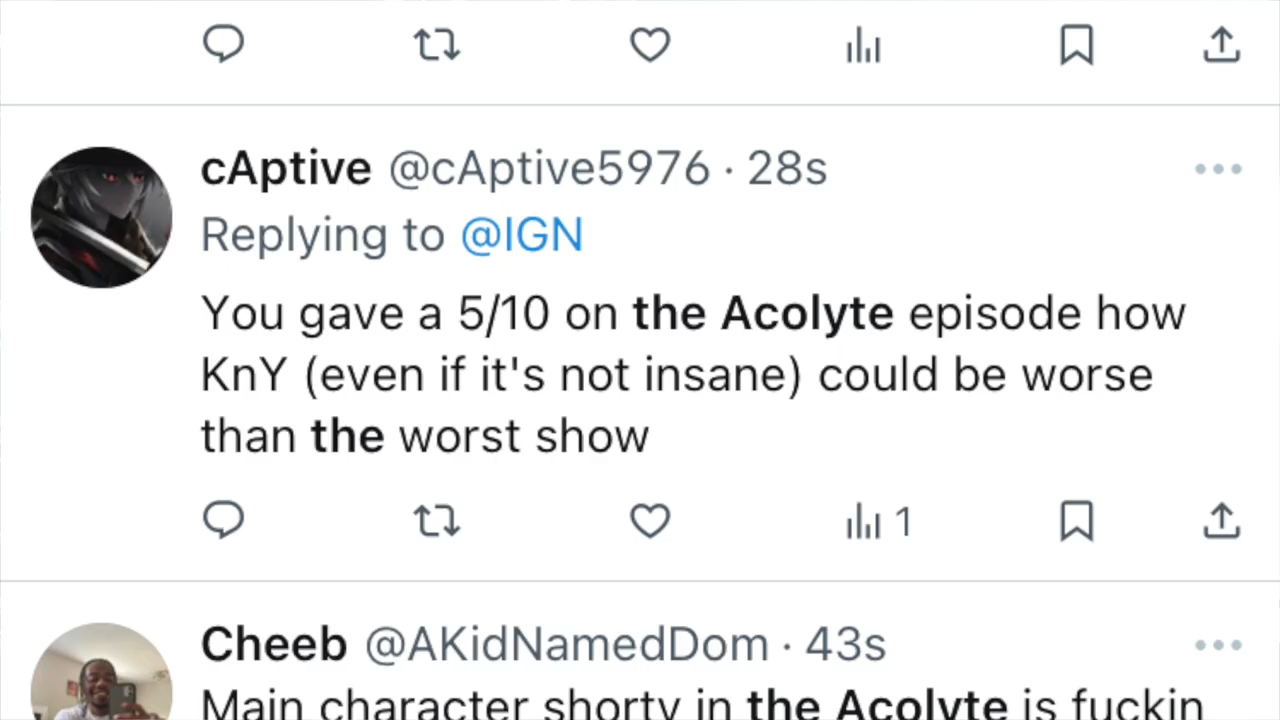 cAptive @cAptive5976 · 28s
Replying to @IGN
You gave a 5/10 on the Acolyte episode how
KnY (even if it's not insane) could be worse
than the worst show
1
Cheeb @AKidNamedDom · 43s
Main character shorty in the Acolyte is fuckin